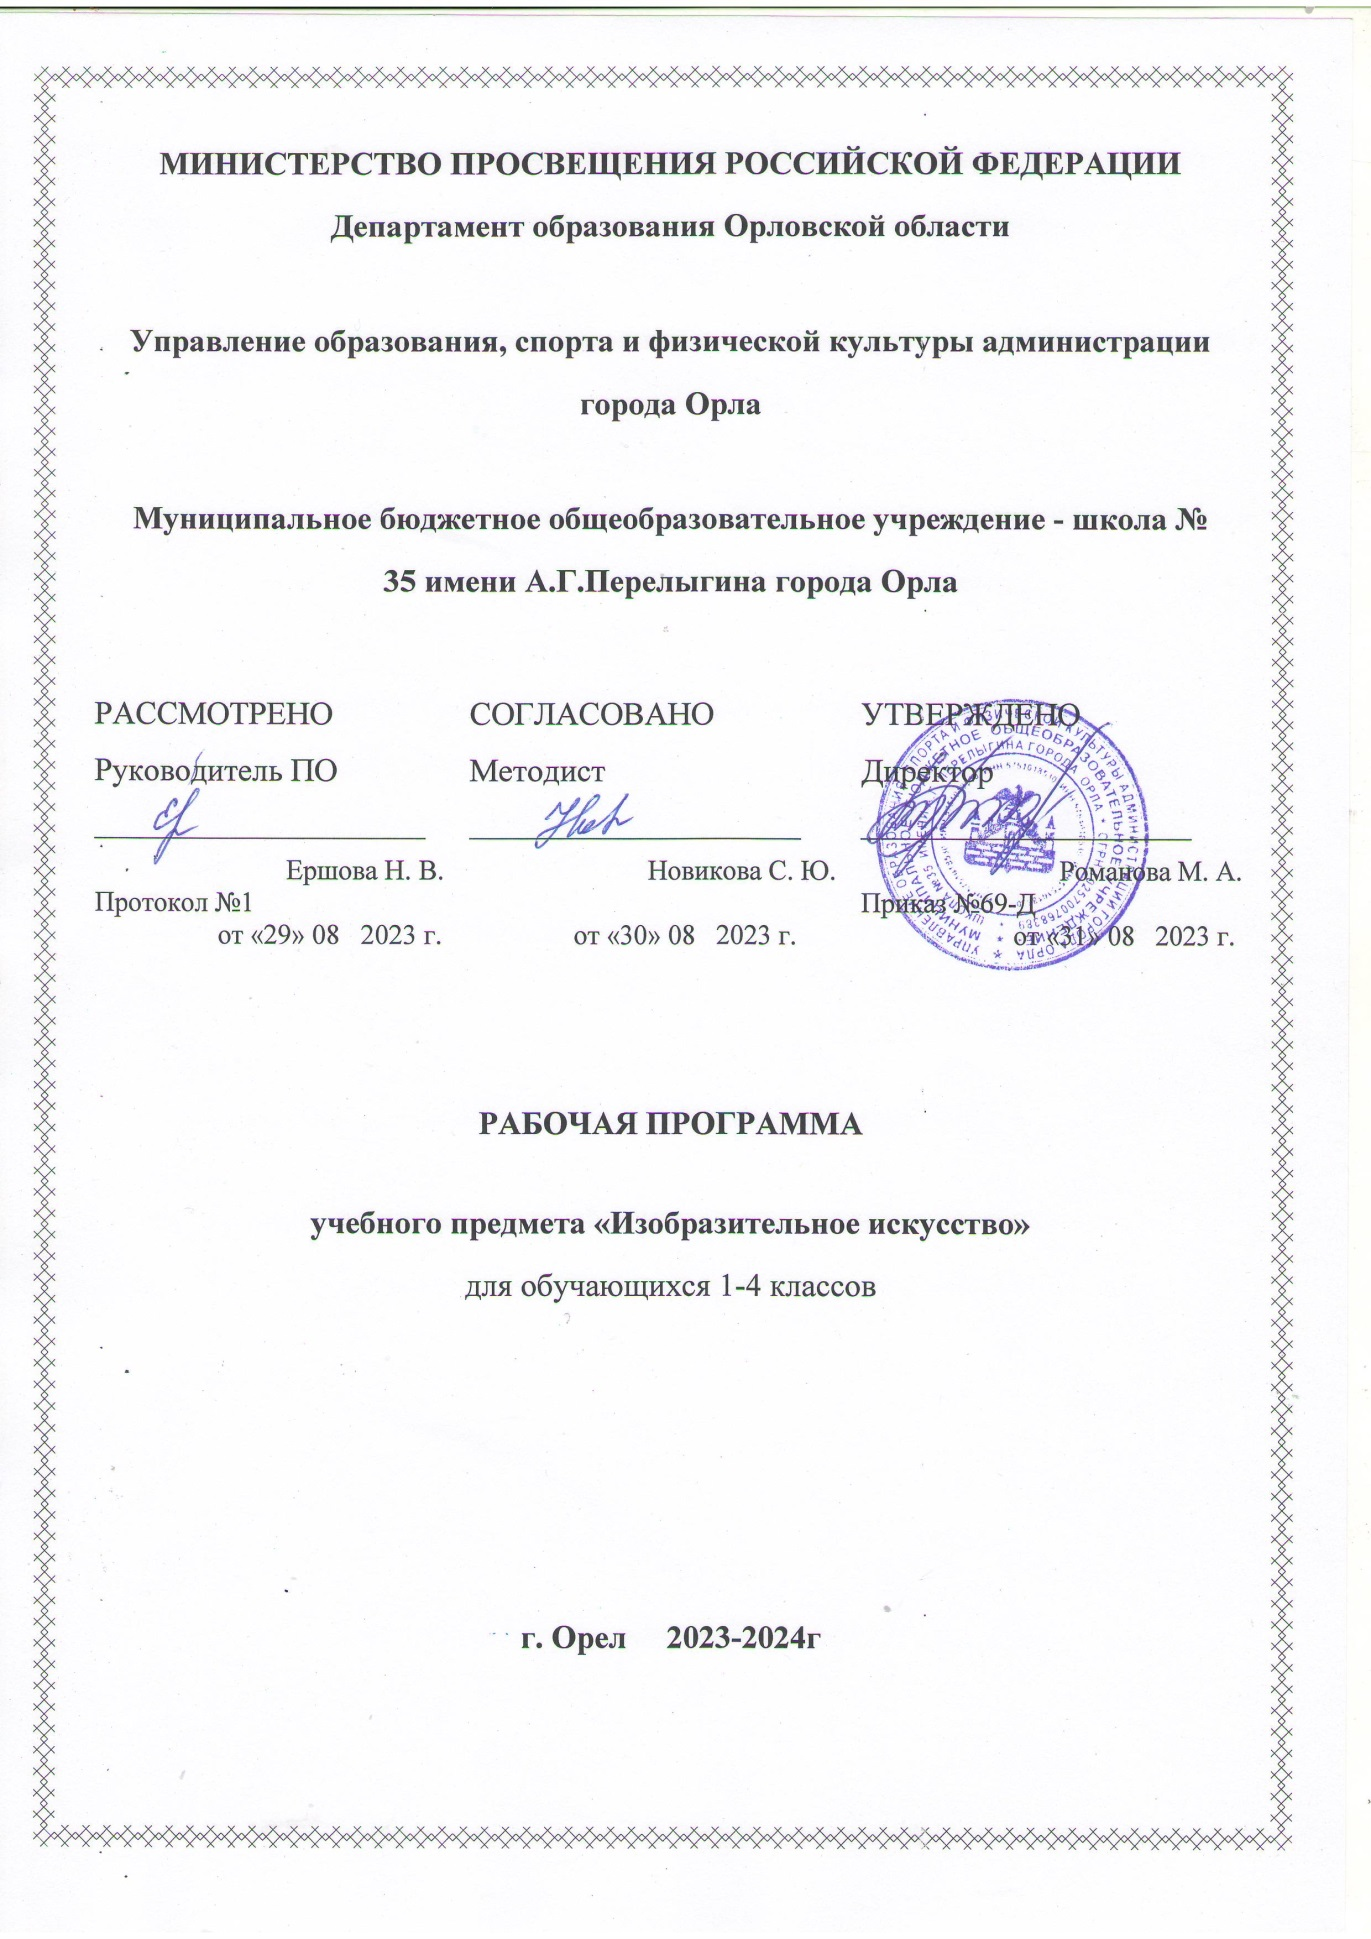 МИНИСТЕРСТВО ПРОСВЕЩЕНИЯ РОССИЙСКОЙ ФЕДЕРАЦИИ
Департамент образования Орловской области
Управление образования, спорта и физической культуры администрации
города Орла
Муниципальное бюджетное общеобразовательное учреждение - школа №
35 имени А.Г.Перелыгина города Орла
РАССМОТРЕНО
Руководитель ПО
Ершова Н. В.
Протокол №1
от «29» 08 2023 г.
СОГЛАСОВАНО
Методист
Новикова С. Ю.
от «30» 08 2023 г.
УТВЕРЖДЕНО
Директор
Романова М. А.
Приказ №69-Д
от «31» 08 2023 г.
РАБОЧАЯ ПРОГРАММА
учебного предмета «Изобразительное искусство»
для обучающихся 1-4 классов
г. Орел 2023-2024г